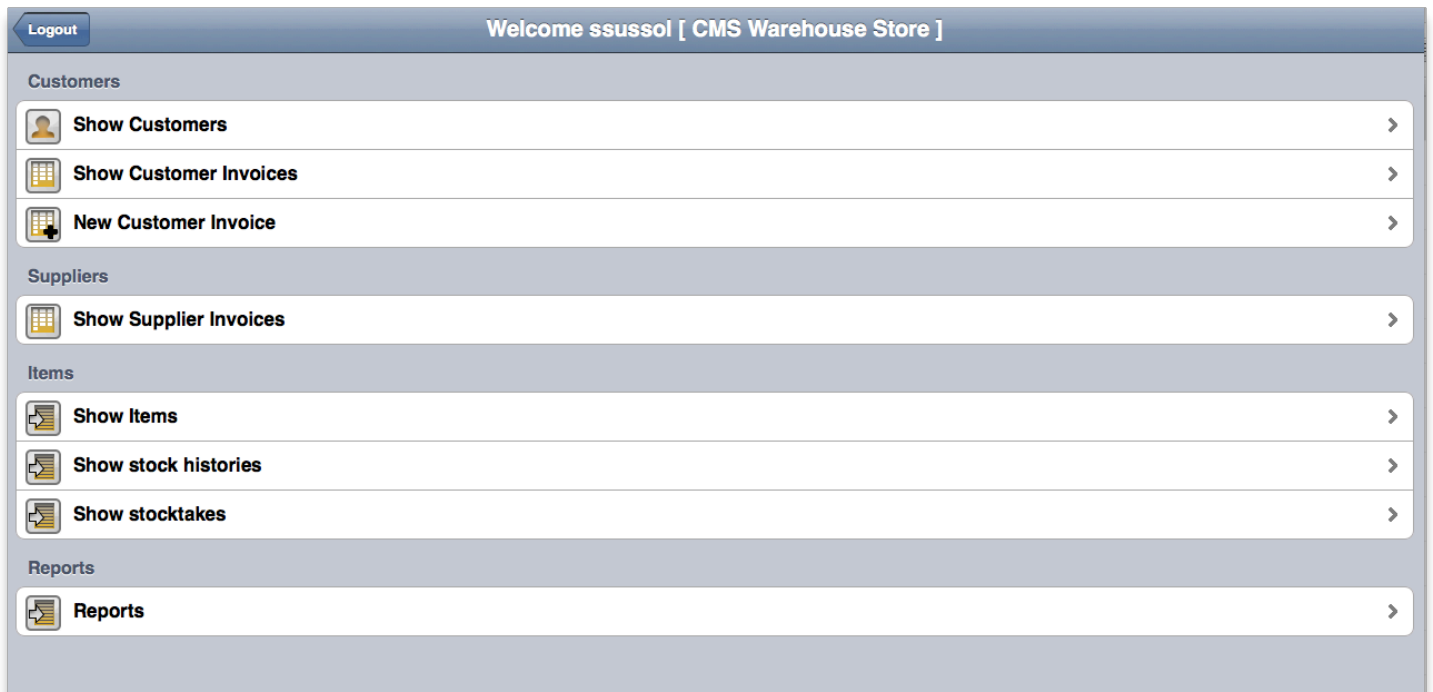 Logout
Welcome ssussol [ CMS Warehouse Store ]
Customers
Show Customers
Show Customer Invoices
New Customer Invoice
Suppliers
Show Supplier Invoices
Items
Show Items
Show stock histories
Show stocktakes
Reports
Reports